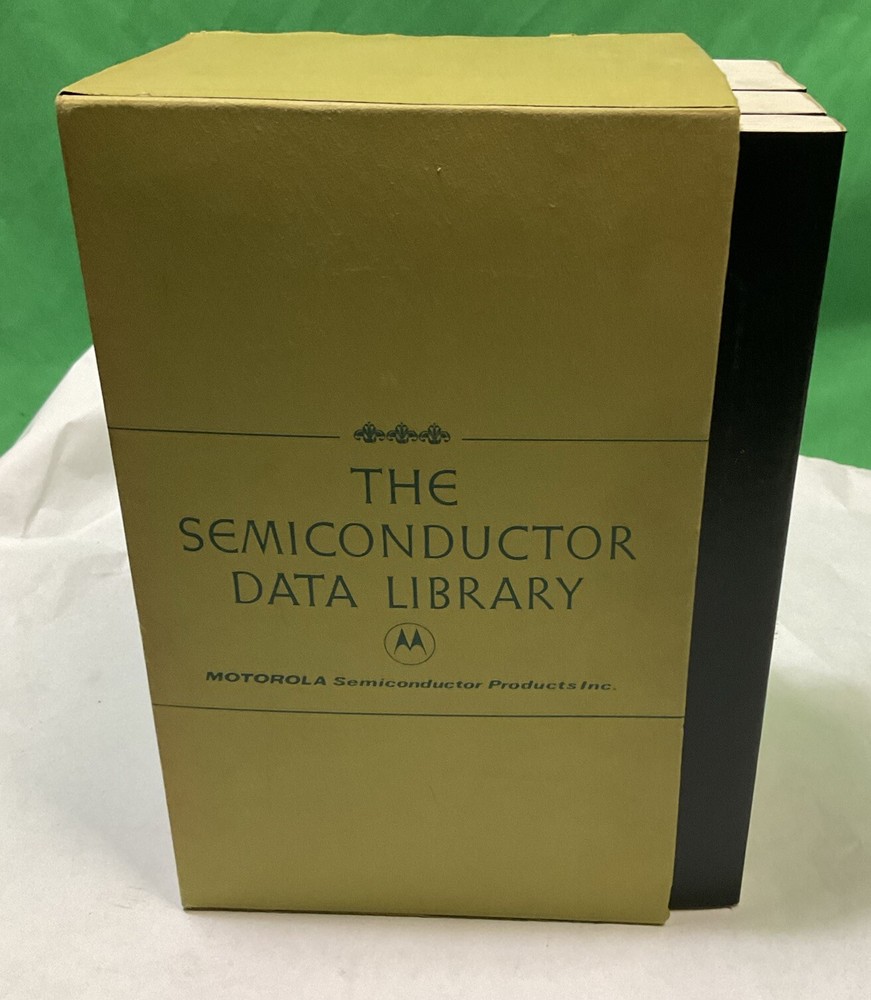 THE
SEMICONDUCTOR
DATA LIBRARY
MOTOROLA Semiconductor Products Inc.